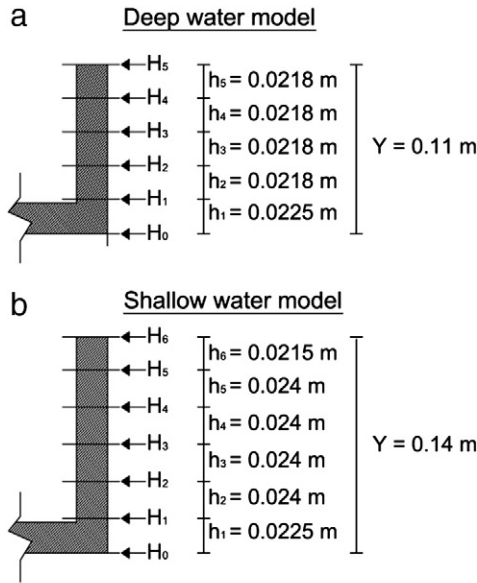 a
Deep water model
H₅
h₅ = 0.0218 m
H₄
h₄ = 0.0218 m
H₃
h₃ = 0.0218 m
Y = 0.11 m
H₂
h₂ = 0.0218 m
H₁
h₁ = 0.0225 m
H₀
b
Shallow water model
H₆
h₆ = 0.0215 m
H₅
h₅ = 0.024 m
H₄
h₄ = 0.024 m
Y = 0.14 m
H₃
h₃ = 0.024 m
H₂
h₂ = 0.024 m
H₁
h₁ = 0.0225 m
H₀